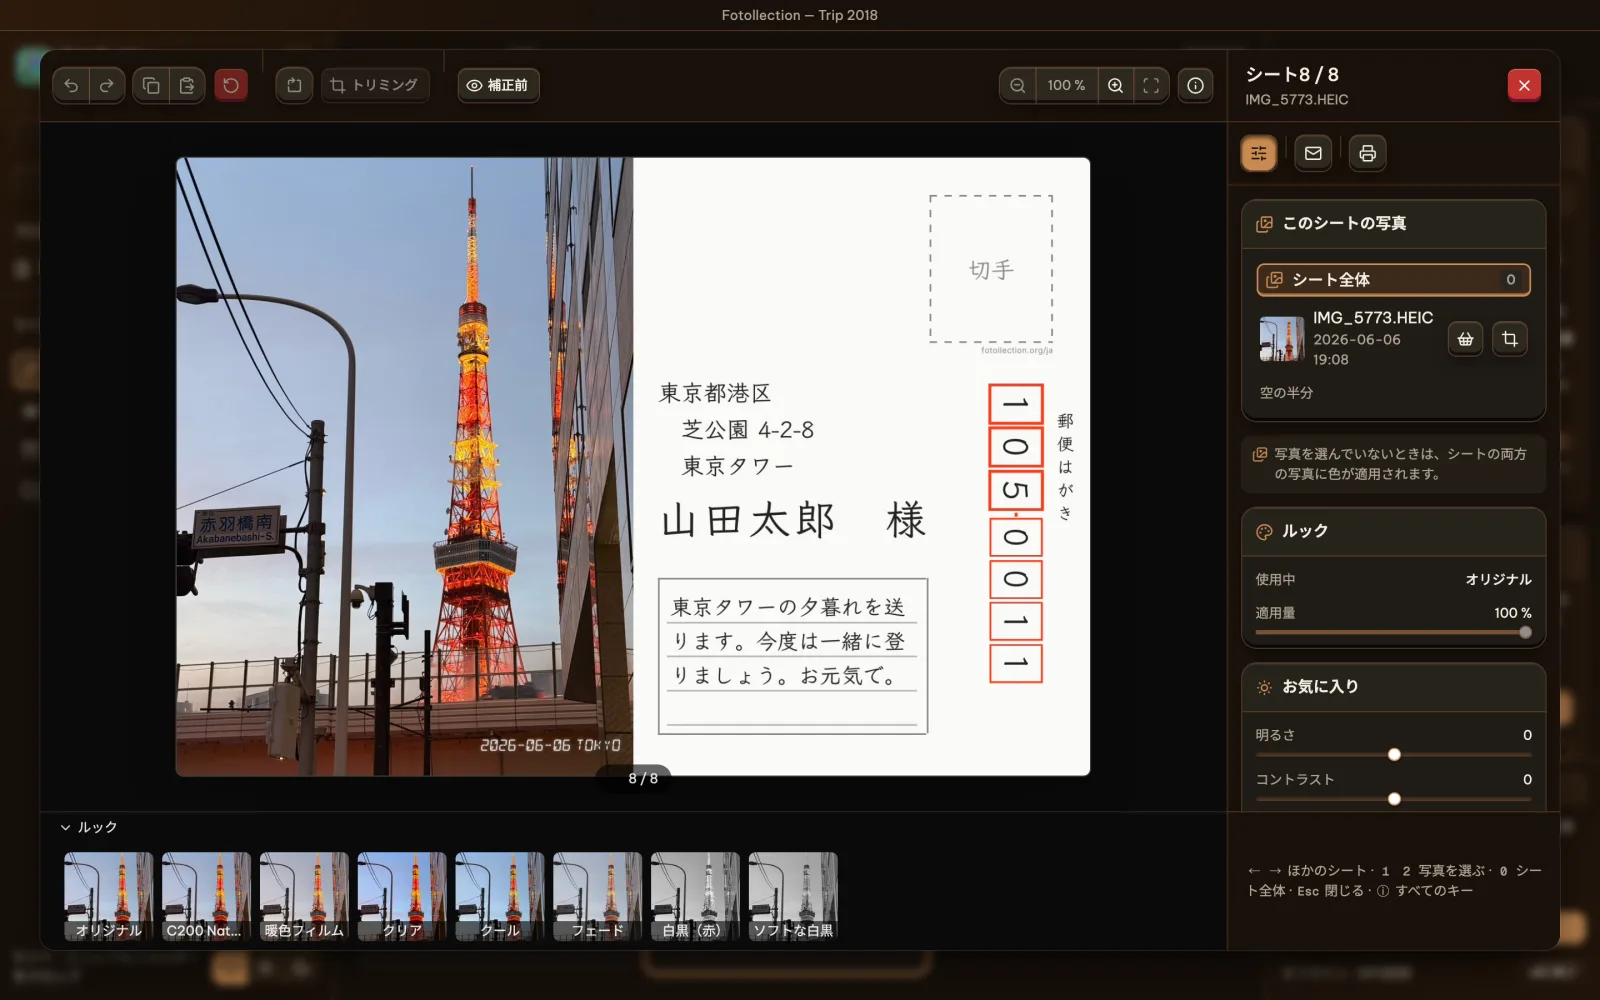 Fotollection — Trip 2018
トリミング
補正前
100 %
シート8 / 8
IMG_5773.HEIC
このシートの写真
シート全体
0
IMG_5773.HEIC
2026-06-06
19:08
空の半分
写真を選んでいないときは、シートの両方
の写真に色が適用されます。
ルック
使用中
オリジナル
適用量
100 %
お気に入り
明るさ
0
コントラスト
0
← → ほかのシート · 1 2 写真を選ぶ · 0 シー
ト全体 · Esc 閉じる · ⓘ すべてのキー
赤羽橋南
Akabanebashi-S.
2026-06-06 TOKYO
切手
fotollection.org/ja
郵便はがき
1050011
東京都港区
芝公園 4-2-8
東京タワー
山田太郎 様
東京タワーの夕暮れを送
ります。今度は一緒に登
りましょう。お元気で。
8 / 8
ルック
オリジナル
C200 Nat...
暖色フィルム
クリア
クール
フェード
白黒（赤）
ソフトな白黒